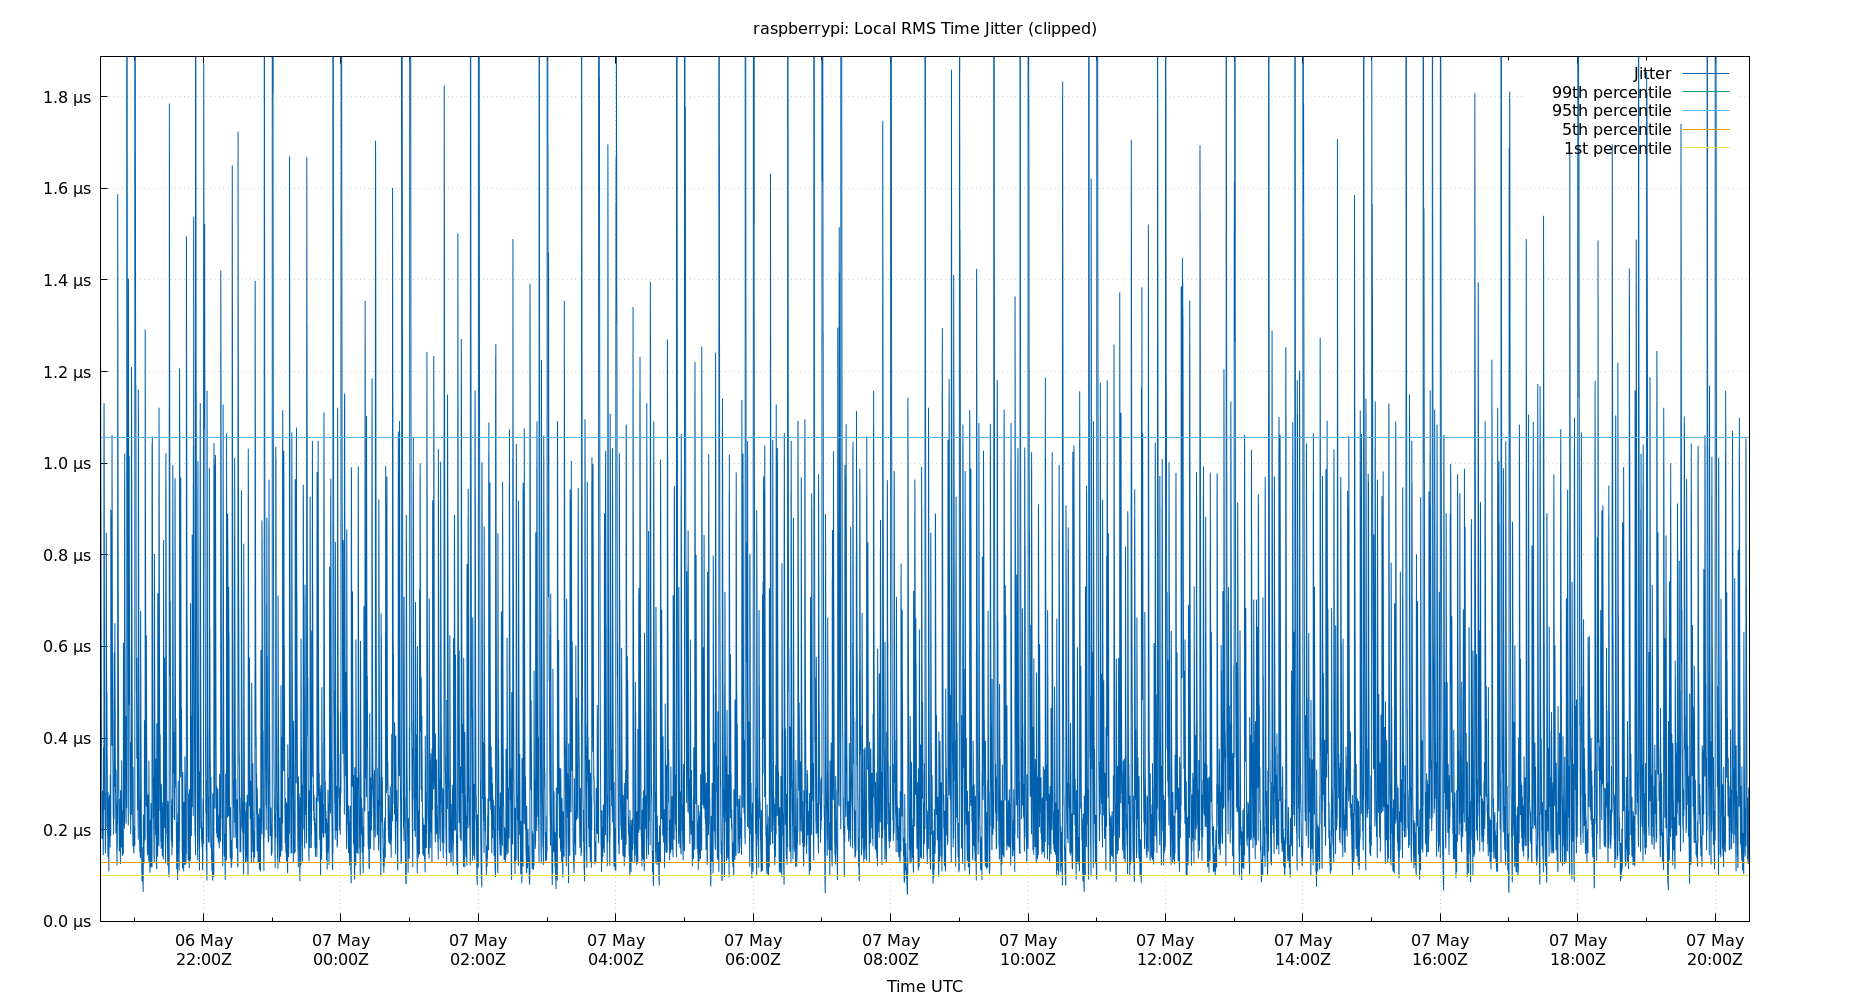 raspberrypi: Local RMS Time Jitter (clipped)
Jitter
99th percentile
95th percentile
5th percentile
1st percentile
1.8 µs
1.6 µs
1.4 µs
1.2 µs
1.0 µs
0.8 µs
0.6 µs
0.4 µs
0.2 µs
0.0 µs
06 May 07 May 07 May 07 May 07 May 07 May 07 May 07 May 07 May 07 May 07 May 07 May
22:00Z 00:00Z 02:00Z 04:00Z 06:00Z 08:00Z 10:00Z 12:00Z 14:00Z 16:00Z 18:00Z 20:00Z
Time UTC